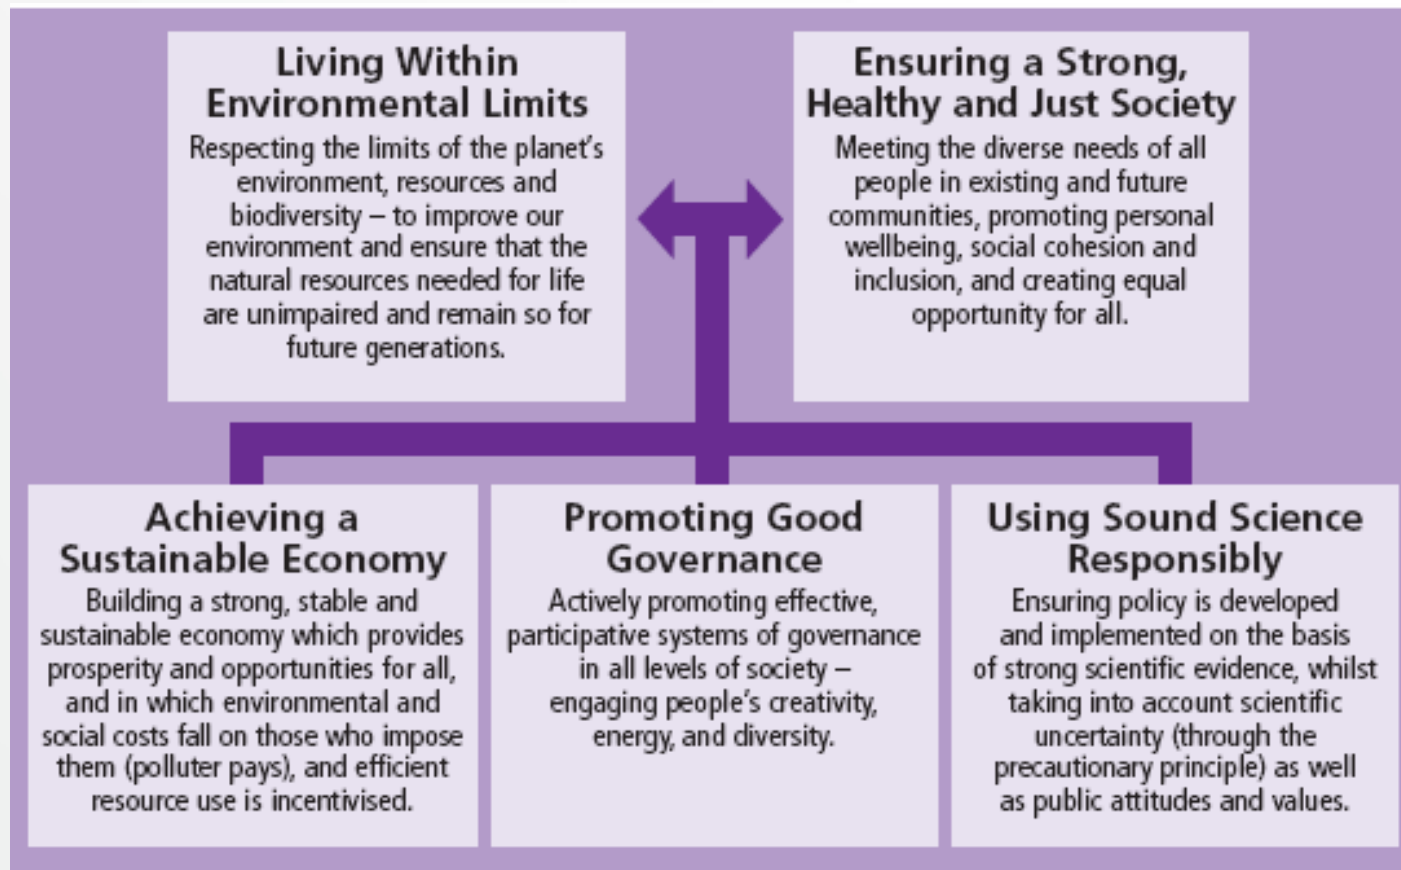 Living Within
Environmental Limits
Respecting the limits of the planet's
environment, resources and
biodiversity – to improve our
environment and ensure that the
natural resources needed for life
are unimpaired and remain so for
future generations.
Ensuring a Strong,
Healthy and Just Society
Meeting the diverse needs of all
people in existing and future
communities, promoting personal
wellbeing, social cohesion and
inclusion, and creating equal
opportunity for all.
Achieving a
Sustainable Economy
Building a strong, stable and
sustainable economy which provides
prosperity and opportunities for all,
and in which environmental and
social costs fall on those who impose
them (polluter pays), and efficient
resource use is incentivised.
Promoting Good
Governance
Actively promoting effective,
participative systems of governance
in all levels of society –
engaging people's creativity,
energy, and diversity.
Using Sound Science
Responsibly
Ensuring policy is developed
and implemented on the basis
of strong scientific evidence, whilst
taking into account scientific
uncertainty (through the
precautionary principle) as well
as public attitudes and values.